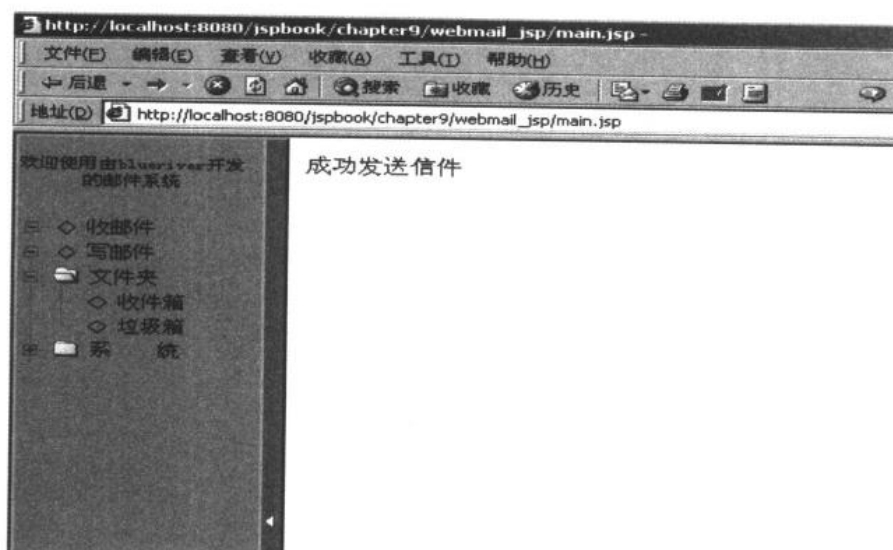 http://localhost:8080/jspbook/chapter9/webmail_jsp/main.jsp -
文件(F) 编辑(E) 查看(V) 收藏(A) 工具(T) 帮助(H)
后退 搜索 收藏 历史
地址(D) http://localhost:8080/jspbook/chapter9/webmail_jsp/main.jsp
欢迎使用由blueriver开发
的邮件系统
成功发送信件
收邮件
写邮件
文件夹
收件箱
垃圾箱
系 统